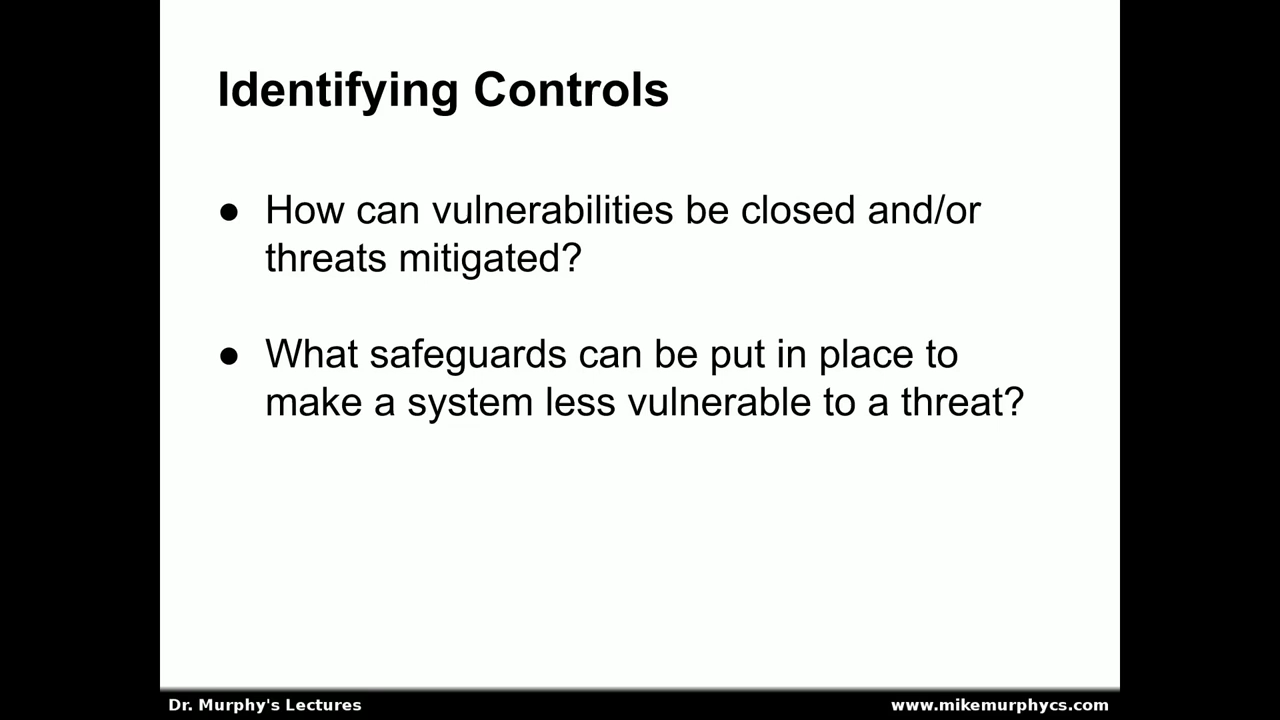 Identifying Controls
● How can vulnerabilities be closed and/or
threats mitigated?
● What safeguards can be put in place to
make a system less vulnerable to a threat?
Dr. Murphy's Lectures
www.mikemurphycs.com